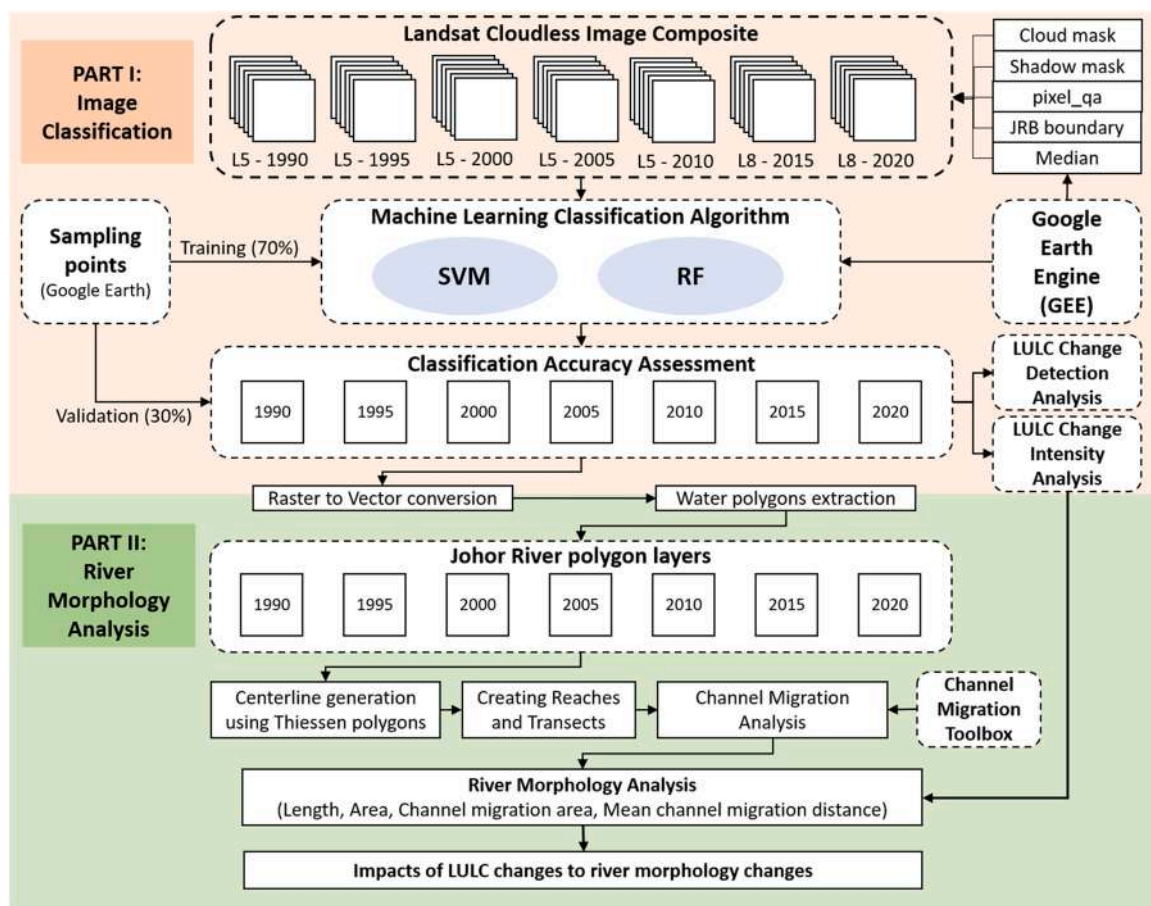 PART I:
Image
Classification
Landsat Cloudless Image Composite
L5 - 1990
L5 - 1995
L5 - 2000
L5 - 2005
L5 - 2010
L8 - 2015
L8 - 2020
Cloud mask
Shadow mask
pixel_qa
JRB boundary
Median
Sampling
points
(Google Earth)
Training (70%)
Machine Learning Classification Algorithm
SVM
RF
Google
Earth
Engine
(GEE)
Validation (30%)
Classification Accuracy Assessment
1990
1995
2000
2005
2010
2015
2020
LULC Change
Detection
Analysis
LULC Change
Intensity
Analysis
Raster to Vector conversion
Water polygons extraction
PART II:
River
Morphology
Analysis
Johor River polygon layers
1990
1995
2000
2005
2010
2015
2020
Centerline generation
using Thiessen polygons
Creating Reaches
and Transects
Channel Migration
Analysis
Channel
Migration
Toolbox
River Morphology Analysis
(Length, Area, Channel migration area, Mean channel migration distance)
Impacts of LULC changes to river morphology changes